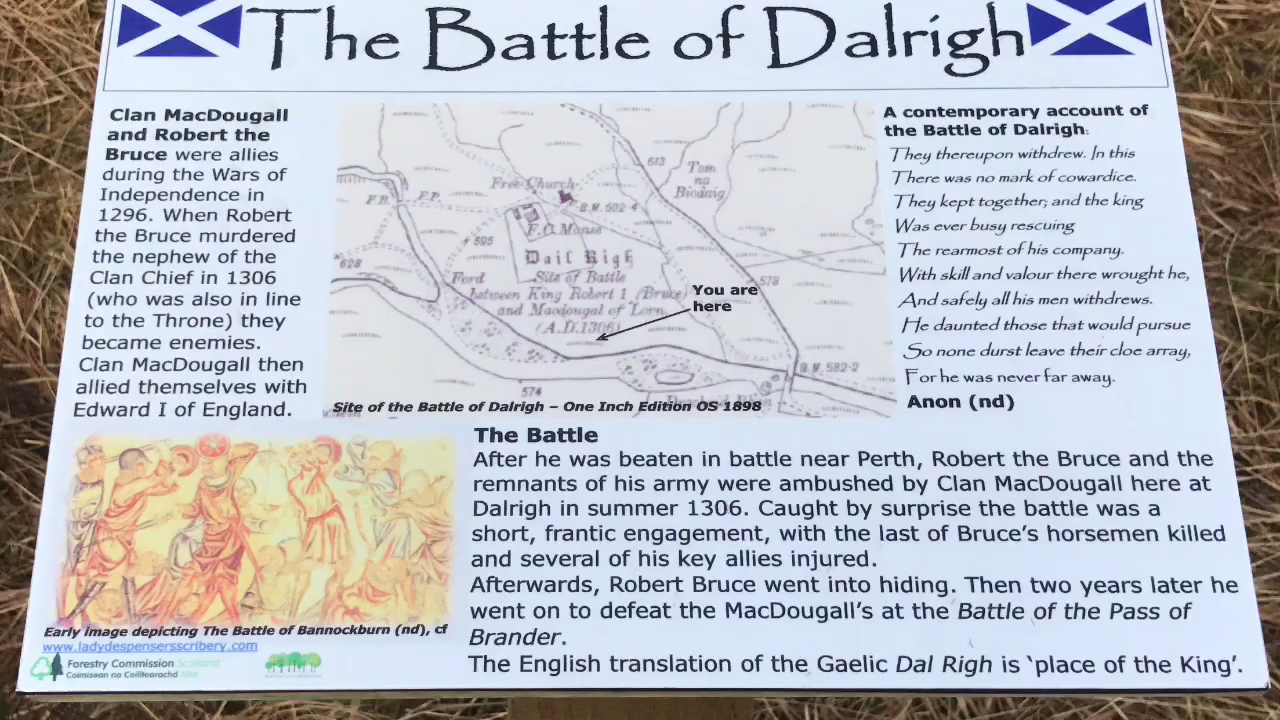 The Battle of Dalrigh
Clan MacDougall
and Robert the
Bruce were allies
during the Wars of
Independence in
1296. When Robert
the Bruce murdered
the nephew of the
Clan Chief in 1306
(who was also in line
to the Throne) they
became enemies.
Clan MacDougall then
allied themselves with
Edward I of England.
613
Tom
na
Biodaig
Free Church
F.B.
F.P.
B.M. 602·4
F.C. Manse
595
Dail Righ
628
Ford
Site of Battle
578
between King Robert 1 (Bruce)
and Macdougal of Lorn
(A.D.1306)
You are
here
B.M. 582·2
574
Site of the Battle of Dalrigh – One Inch Edition OS 1898
A contemporary account of
the Battle of Dalrigh:
They thereupon withdrew. In this
There was no mark of cowardice.
They kept together; and the king
Was ever busy rescuing
The rearmost of his company.
With skill and valour there wrought he,
And safely all his men withdrews.
He daunted those that would pursue
So none durst leave their cloe array,
For he was never far away.
Anon (nd)
Early image depicting The Battle of Bannockburn (nd), cf
www.ladydespensersscribery.com
Forestry Commission Scotland
Coimisean na Coilltearachd Alba
The Battle
After he was beaten in battle near Perth, Robert the Bruce and the
remnants of his army were ambushed by Clan MacDougall here at
Dalrigh in summer 1306. Caught by surprise the battle was a
short, frantic engagement, with the last of Bruce's horsemen killed
and several of his key allies injured.
Afterwards, Robert Bruce went into hiding. Then two years later he
went on to defeat the MacDougall's at the Battle of the Pass of
Brander.
The English translation of the Gaelic Dal Righ is ‘place of the King’.